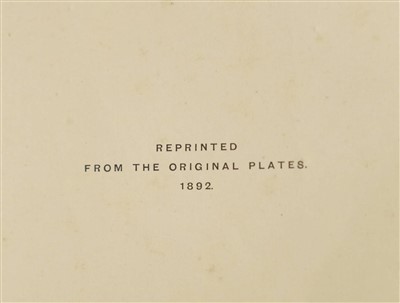 REPRINTED
FROM THE ORIGINAL PLATES.
1892.